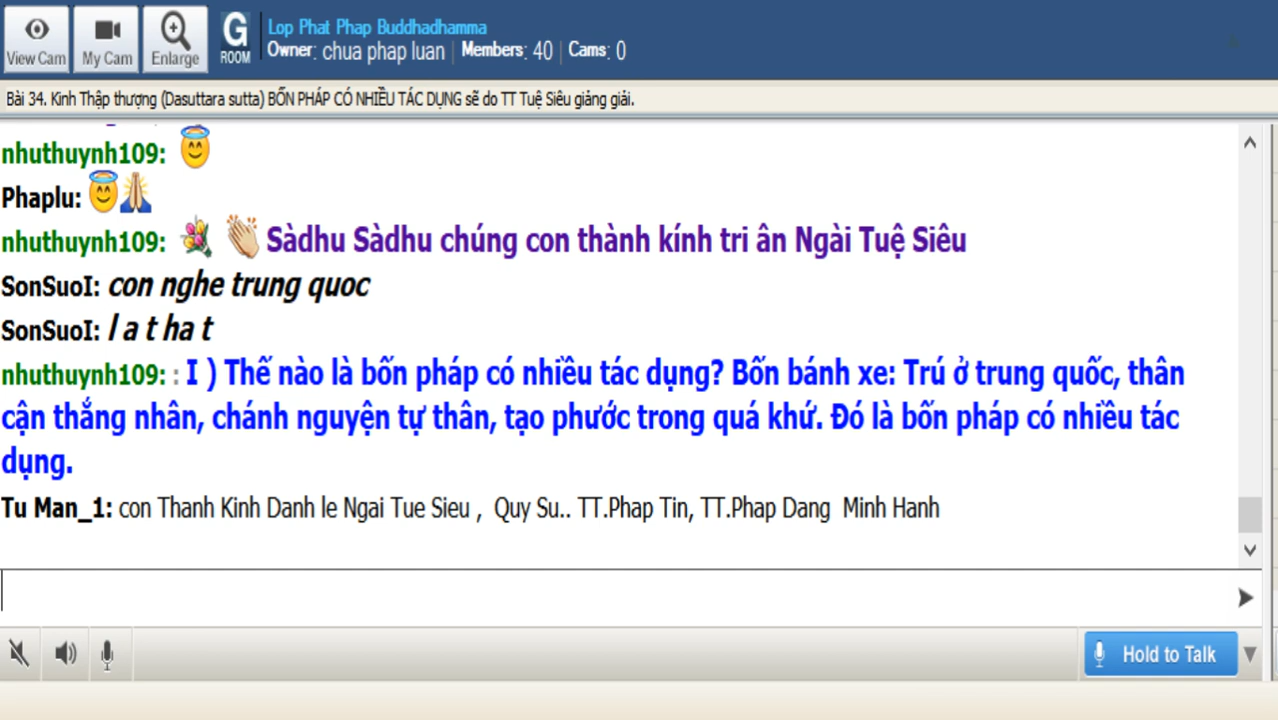 Lop Phat Phap Buddhadhamma
Owner: chua phap luan | Members: 40 | Cams: 0
View Cam
My Cam
Enlarge
G
ROOM
Bài 34. Kinh Thập thượng (Dasuttara sutta) BỐN PHÁP CÓ NHIỀU TÁC DỤNG sẽ do TT Tuệ Siêu giảng giải.
nhuthuynh109:
Phaplu:
nhuthuynh109: Sàdhu Sàdhu chúng con thành kính tri ân Ngài Tuệ Siêu
SonSuoI: con nghe trung quoc
SonSuoI: l a t ha t
nhuthuynh109: : I ) Thế nào là bốn pháp có nhiều tác dụng? Bốn bánh xe: Trú ở trung quốc, thân
cận thắng nhân, chánh nguyện tự thân, tạo phước trong quá khứ. Đó là bốn pháp có nhiều tác
dụng.
Tu Man_1: con Thanh Kinh Danh le Ngai Tue Sieu , Quy Su.. TT.Phap Tin, TT.Phap Dang Minh Hanh
Hold to Talk